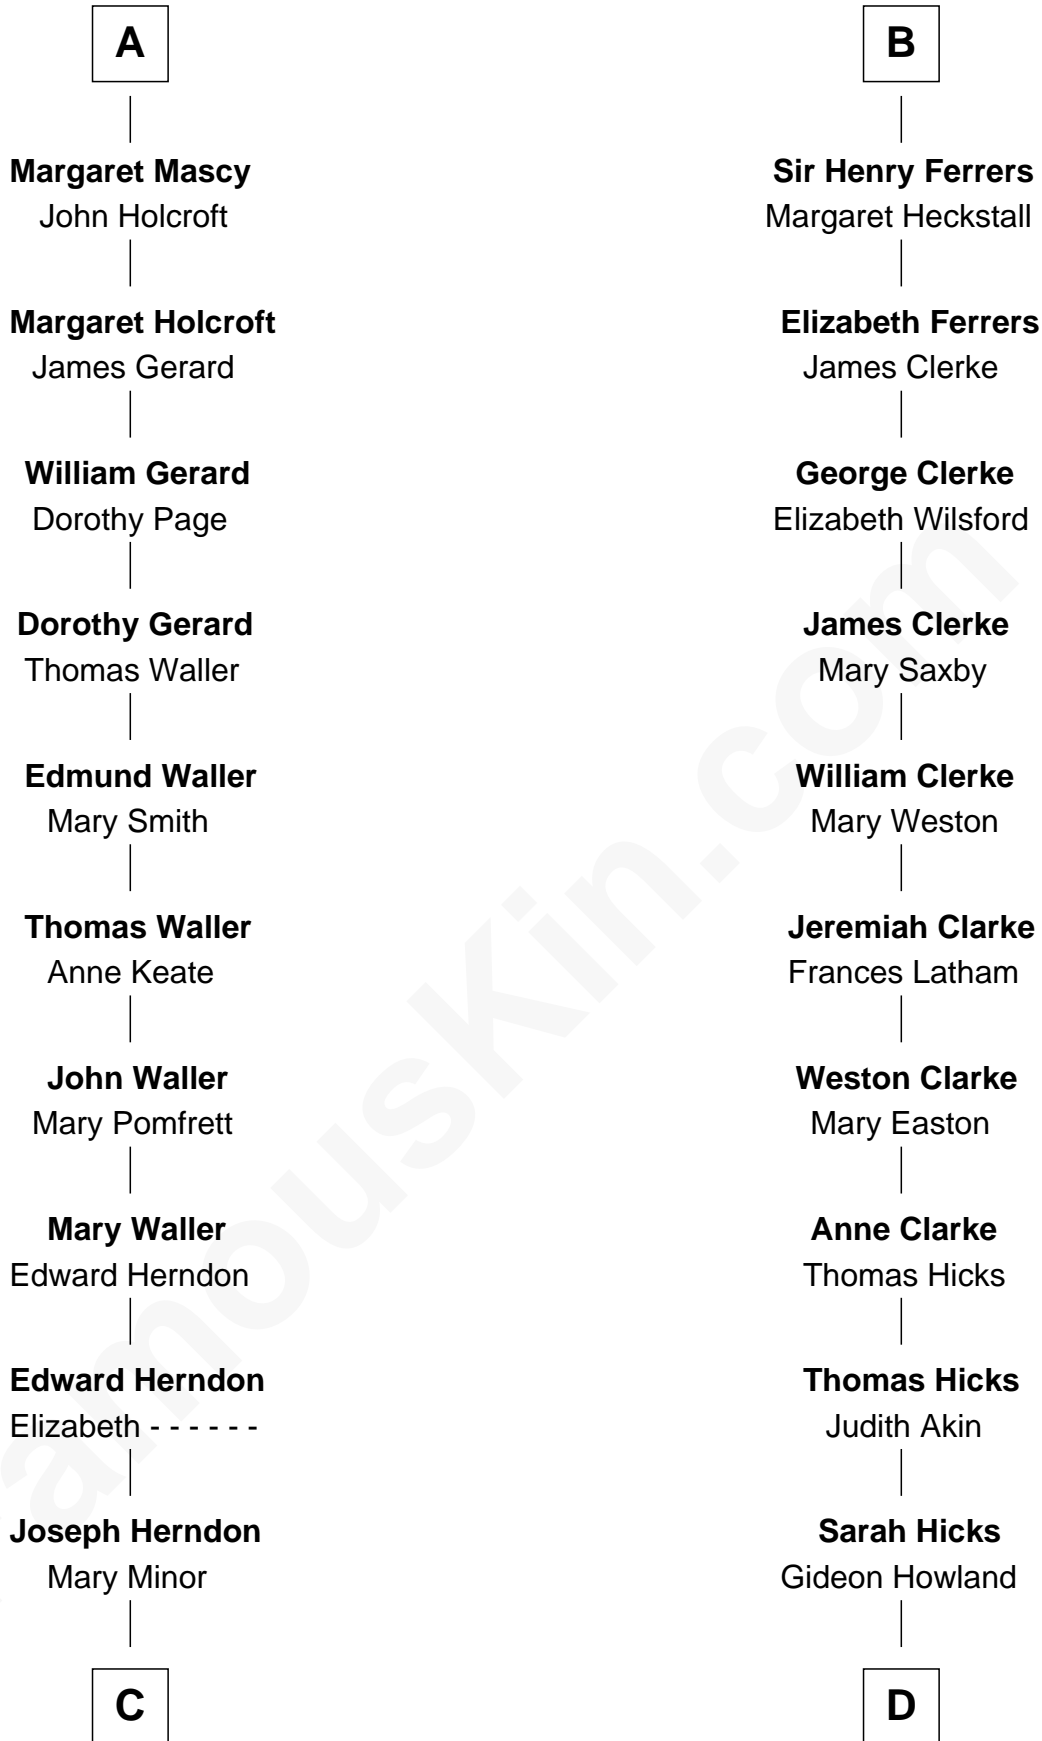 A
Margaret Mascy
John Holcroft
Margaret Holcroft
James Gerard
William Gerard
Dorothy Page
Dorothy Gerard
Thomas Waller
Edmund Waller
Mary Smith
Thomas Waller
Anne Keate
John Waller
Mary Pomfrett
Mary Waller
Edward Herndon
Edward Herndon
Elizabeth - - - - - -
Joseph Herndon
Mary Minor
C
B
Sir Henry Ferrers
Margaret Heckstall
Elizabeth Ferrers
James Clerke
George Clerke
Elizabeth Wilsford
James Clerke
Mary Saxby
William Clerke
Mary Weston
Jeremiah Clarke
Frances Latham
Weston Clarke
Mary Easton
Anne Clarke
Thomas Hicks
Thomas Hicks
Judith Akin
Sarah Hicks
Gideon Howland
D
amouskin.com